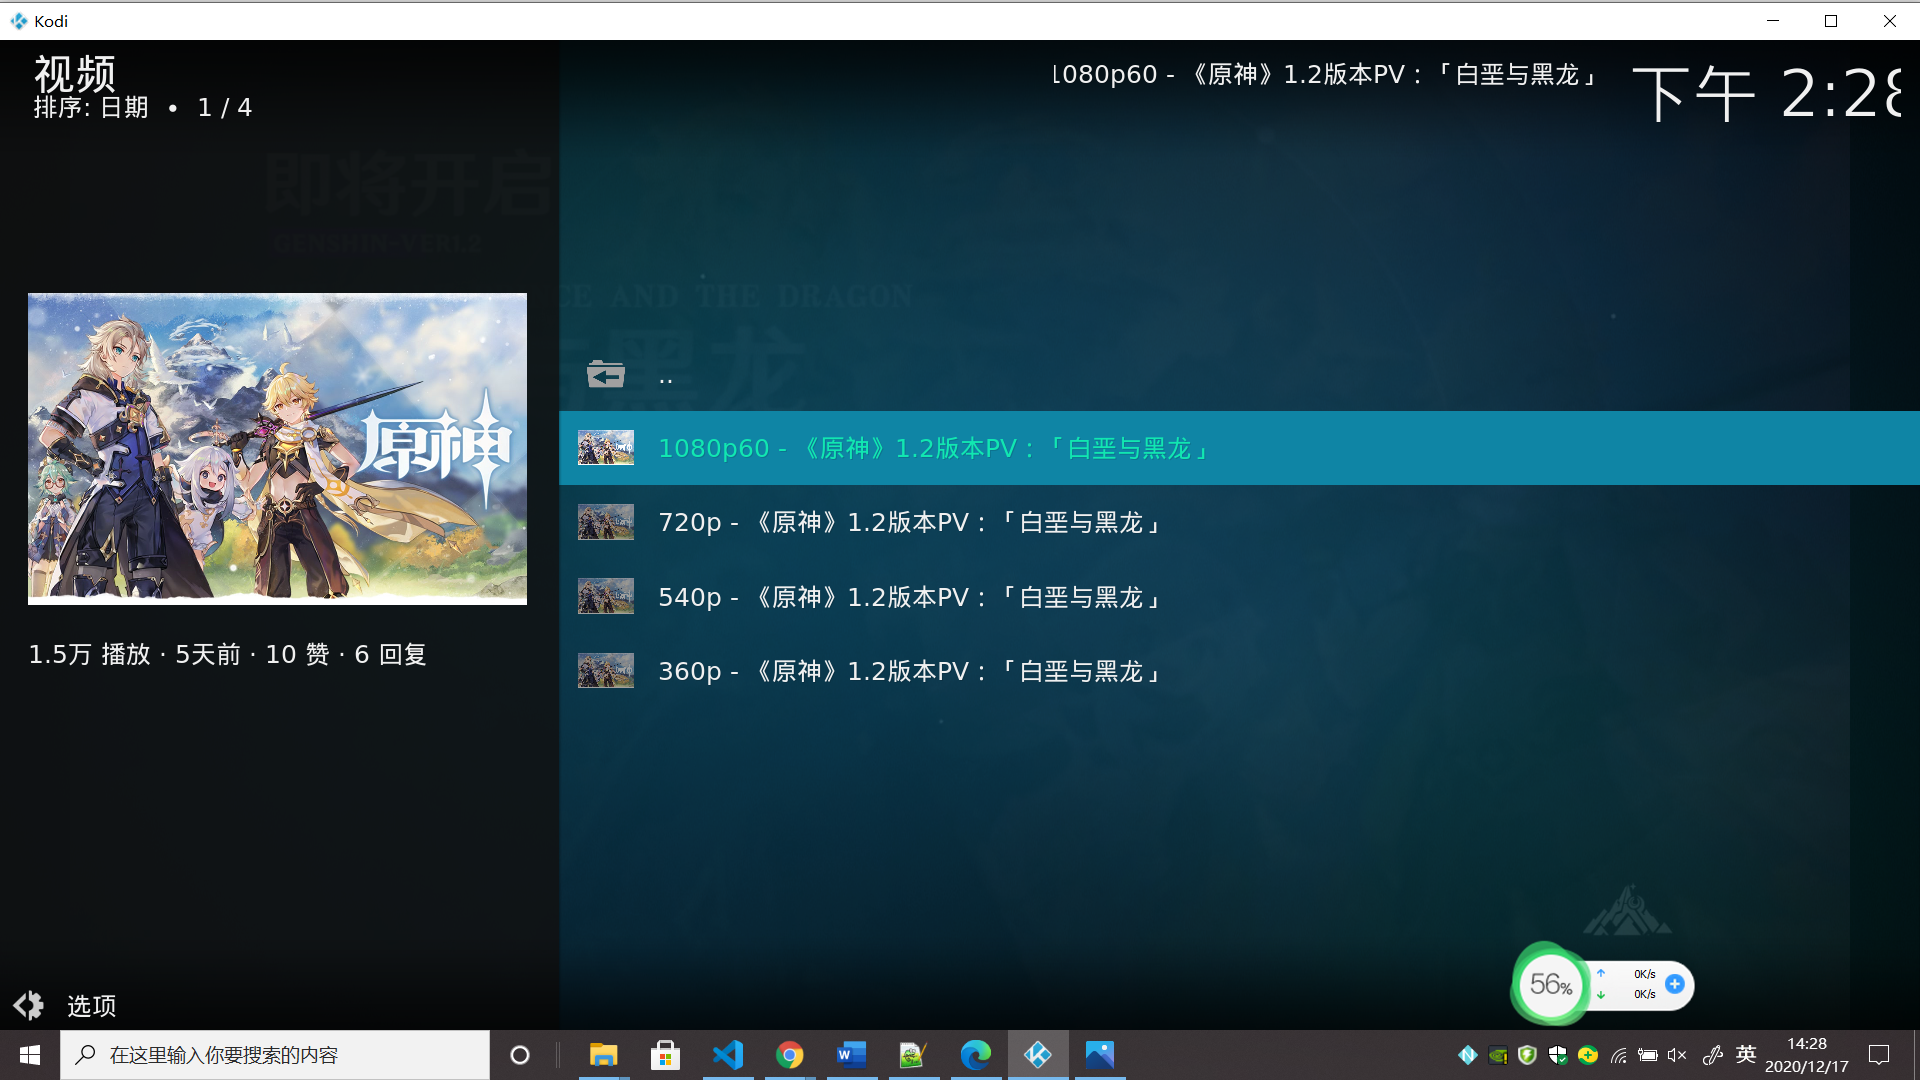 Kodi
视频
排序: 日期 • 1 / 4
1080p60 - 《原神》1.2版本PV：「白垩与黑龙」
下午 2:28
即将开启
GENSHIN·VER1.2
CE AND THE DRAGON
与黑龙
原神
..
1080p60 - 《原神》1.2版本PV：「白垩与黑龙」
720p - 《原神》1.2版本PV：「白垩与黑龙」
540p - 《原神》1.2版本PV：「白垩与黑龙」
360p - 《原神》1.2版本PV：「白垩与黑龙」
1.5万 播放 · 5天前 · 10 赞 · 6 回复
选项
56%
0K/s
0K/s
在这里输入你要搜索的内容
英
14:28
2020/12/17